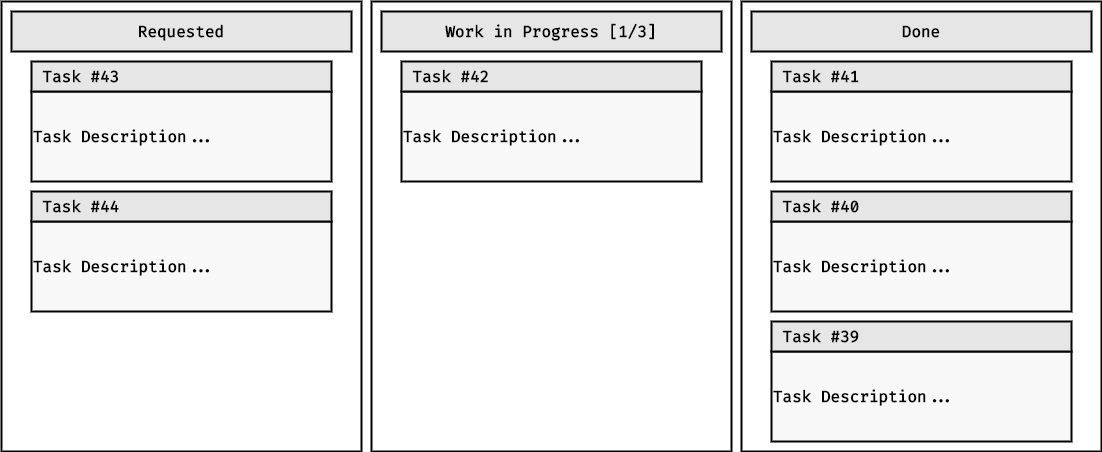 Requested
Task #43
Task Description...
Task #44
Task Description...
Work in Progress [1/3]
Task #42
Task Description...
Done
Task #41
Task Description...
Task #40
Task Description...
Task #39
Task Description...